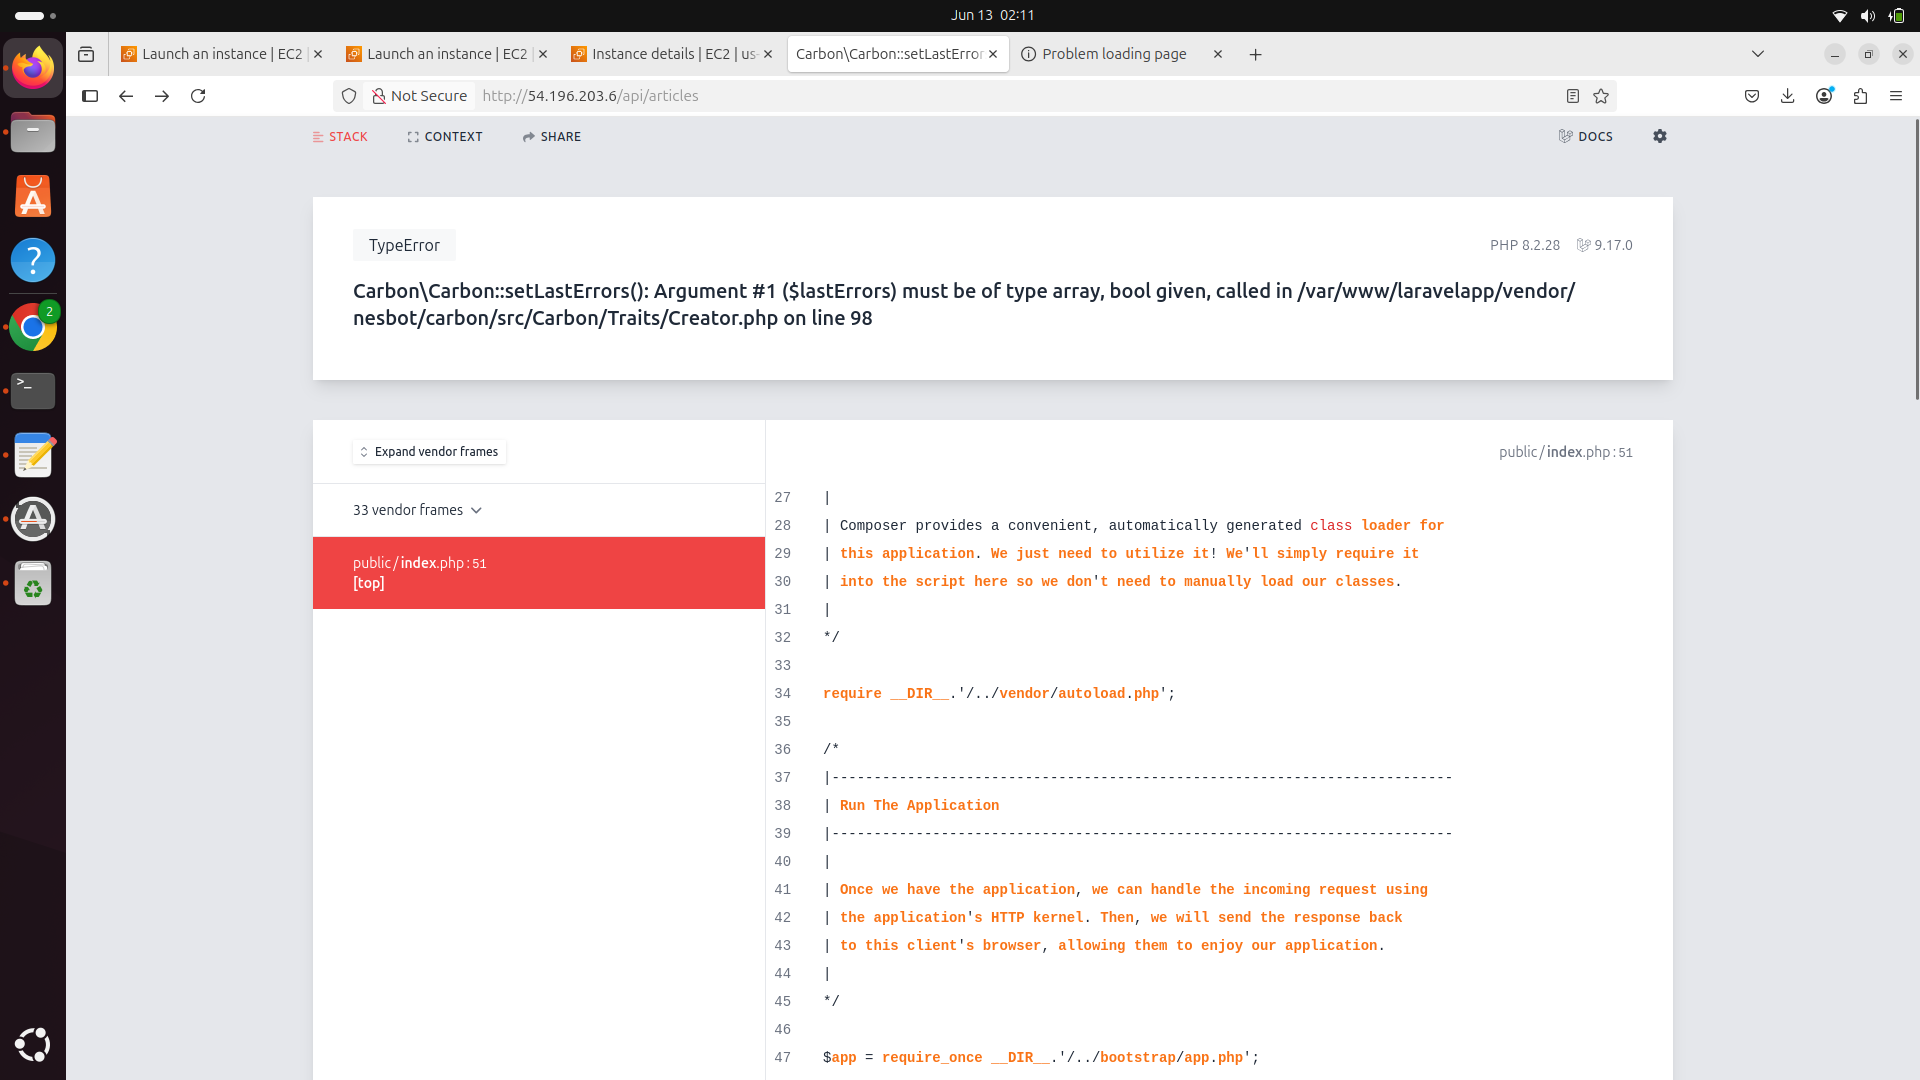 Jun 13 02:11
Launch an instance | EC2
Launch an instance | EC2
Instance details | EC2 | us-
Carbon\Carbon::setLastError
Problem loading page
Not Secure
http://54.196.203.6/api/articles
STACK
CONTEXT
SHARE
DOCS
TypeError
PHP 8.2.28
9.17.0
Carbon\Carbon::setLastErrors(): Argument #1 ($lastErrors) must be of type array, bool given, called in /var/www/laravelapp/vendor/
nesbot/carbon/src/Carbon/Traits/Creator.php on line 98
Expand vendor frames
public/index.php:51
33 vendor frames
public/index.php:51
[top]
27 |
28 | Composer provides a convenient, automatically generated class loader for
29 | this application. We just need to utilize it! We'll simply require it
30 | into the script here so we don't need to manually load our classes.
31 |
32 */
33
34 require __DIR__.'/../vendor/autoload.php';
35
36 /*
37 |--------------------------------------------------------------------------
38 | Run The Application
39 |--------------------------------------------------------------------------
40 |
41 | Once we have the application, we can handle the incoming request using
42 | the application's HTTP kernel. Then, we will send the response back
43 | to this client's browser, allowing them to enjoy our application.
44 |
45 */
46
47 $app = require_once __DIR__.'/../bootstrap/app.php';
2
>_
?